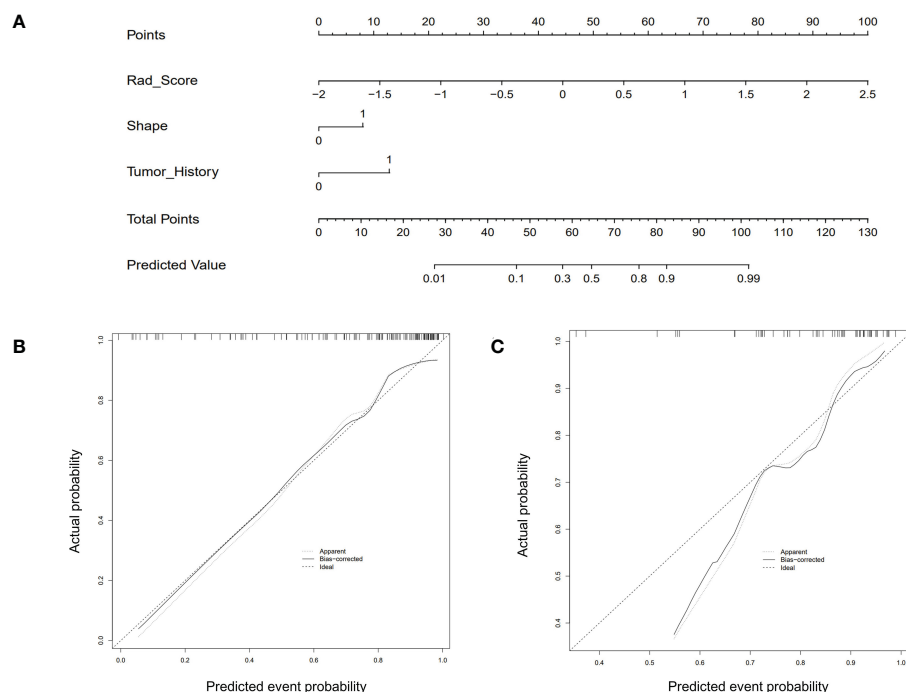 A
Points
0 10 20 30 40 50 60 70 80 90 100
Rad_Score
−2 −1.5 −1 −0.5 0 0.5 1 1.5 2 2.5
Shape
1
0
Tumor_History
1
0
Total Points
0 10 20 30 40 50 60 70 80 90 100 110 120 130
Predicted Value
0.01 0.1 0.3 0.5 0.8 0.9 0.99
B
Actual probability
1.0
0.8
0.6
0.4
0.2
0.0
Apparent
Bias−corrected
Ideal
0.0 0.2 0.4 0.6 0.8 1.0
Predicted event probability
C
Actual probability
1.0
0.9
0.8
0.7
0.6
0.5
0.4
Apparent
Bias−corrected
Ideal
0.4 0.5 0.6 0.7 0.8 0.9 1.0
Predicted event probability